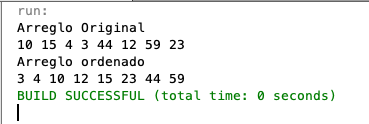 run:
Arreglo Original
10 15 4 3 44 12 59 23
Arreglo ordenado
3 4 10 12 15 23 44 59
BUILD SUCCESSFUL (total time: 0 seconds)